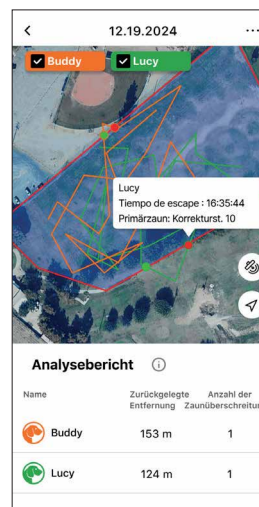 12.19.2024
Buddy Lucy
Lucy
Tiempo de escape : 16:35:44
Primärzaun: Korrekturst. 10
Analysebericht
Name Zurückgelegte Anzahl der
Entfernung Zaunüberschreitun
Buddy 153 m 1
Lucy 124 m 1